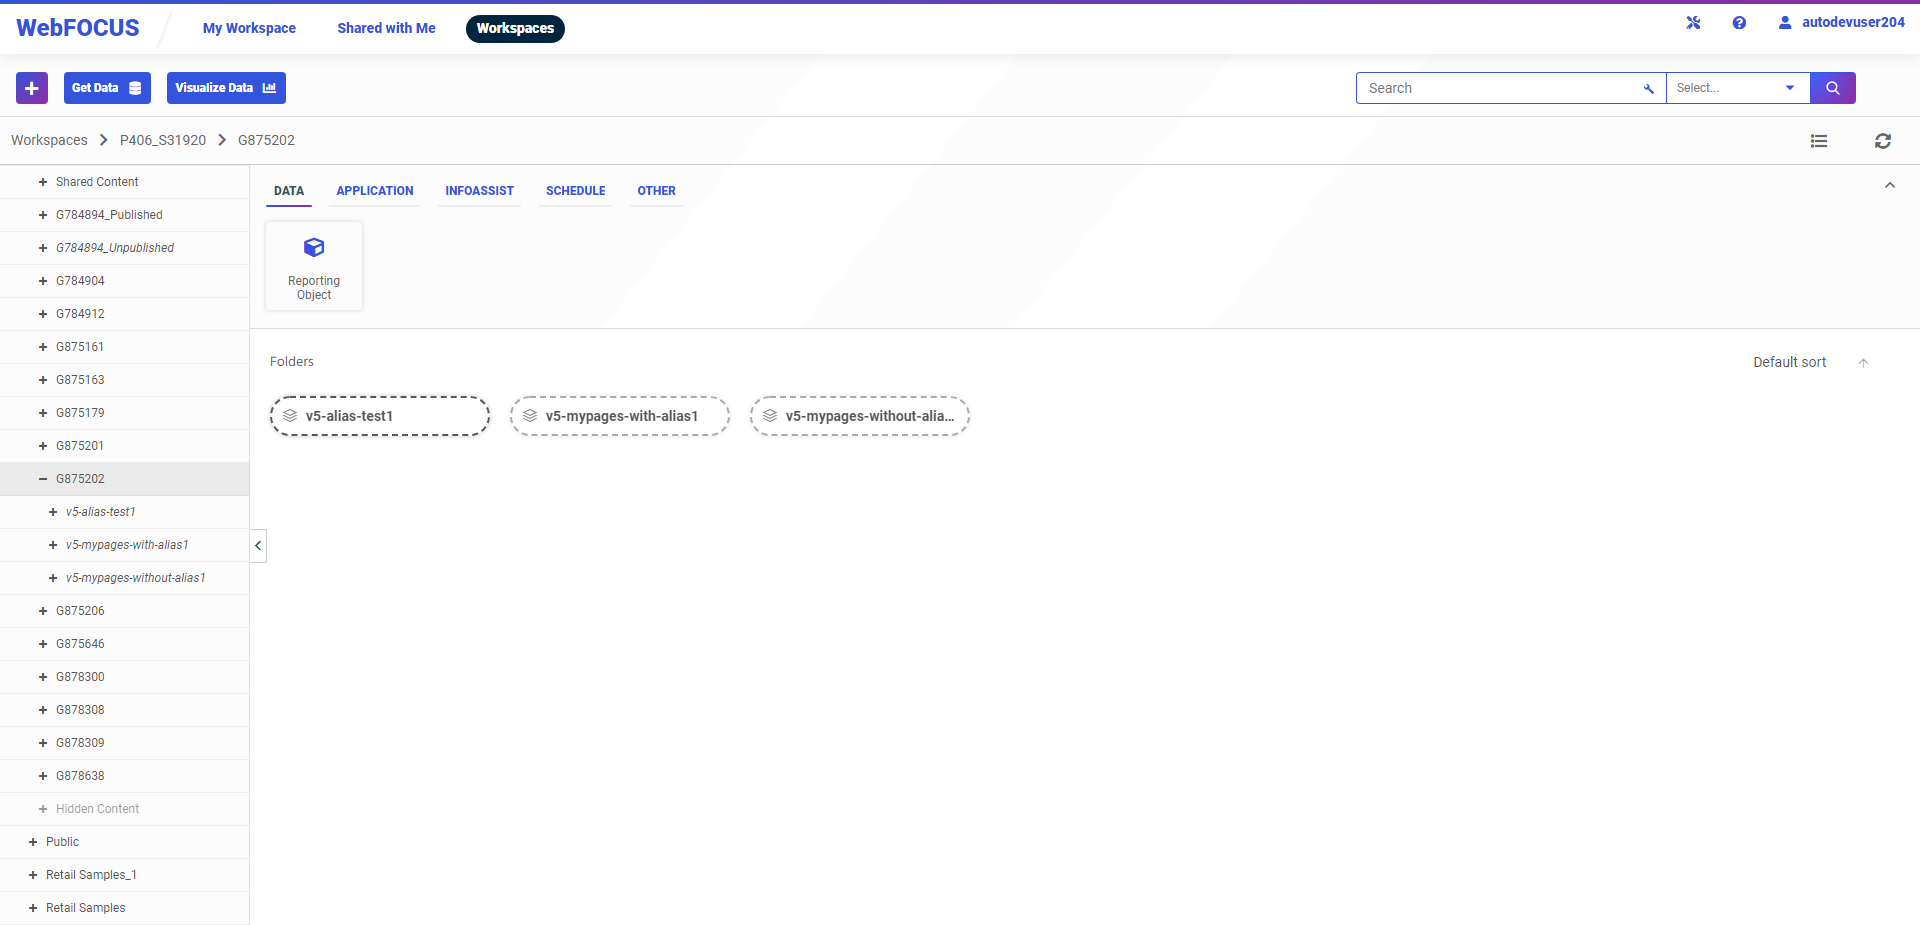 WebFOCUS
My Workspace
Shared with Me
Workspaces
autodevuser204
Get Data
Visualize Data
Search
Select...
Workspaces
P406_S31920
G875202
Shared Content
G784894_Published
G784894_Unpublished
G784904
G784912
G875161
G875163
G875179
G875201
G875202
v5-alias-test1
v5-mypages-with-alias1
v5-mypages-without-alias1
G875206
G875646
G878300
G878308
G878309
G878638
Hidden Content
Public
Retail Samples_1
Retail Samples
DATA
APPLICATION
INFOASSIST
SCHEDULE
OTHER
Reporting
Object
Folders
Default sort
v5-alias-test1
v5-mypages-with-alias1
v5-mypages-without-alia...